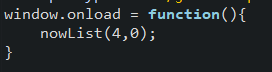 window.onload = function(){
    nowList(4,0);
}